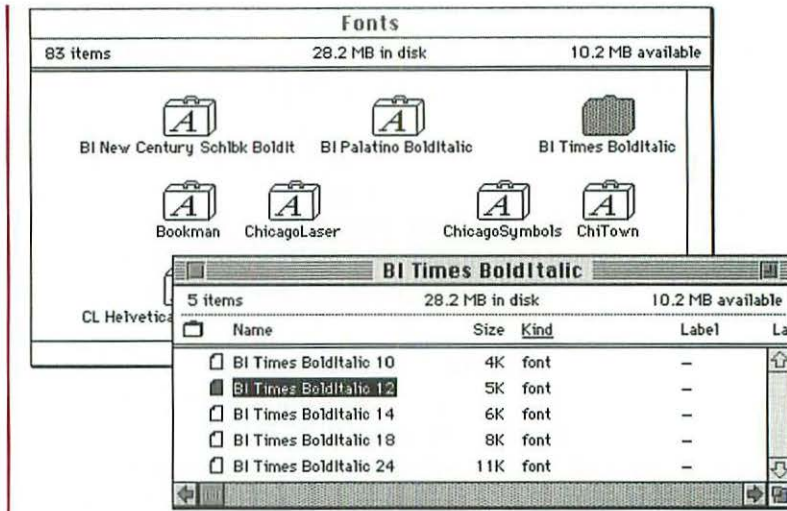 Fonts
83 items 28.2 MB in disk 10.2 MB available
BI New Century Schlbk BoldIt BI Palatino BoldItalic BI Times BoldItalic
Bookman ChicagoLaser ChicagoSymbols ChiTown
CL Helvetica
BI Times BoldItalic
5 items 28.2 MB in disk 10.2 MB available
Name Size Kind Label La
BI Times BoldItalic 10 4K font –
BI Times BoldItalic 12 5K font –
BI Times BoldItalic 14 6K font –
BI Times BoldItalic 18 8K font –
BI Times BoldItalic 24 11K font –